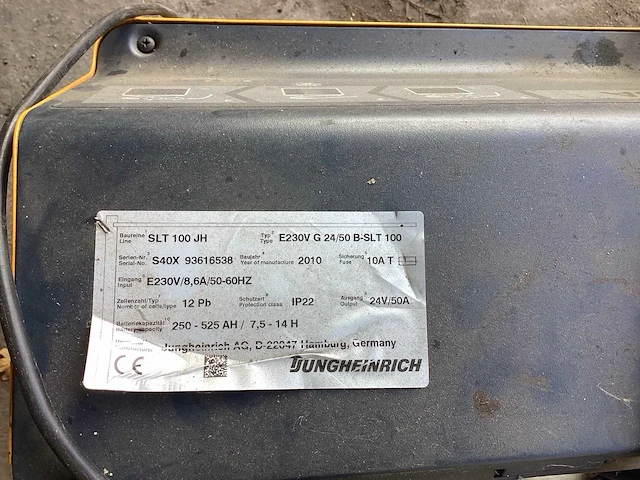 Baureihe Line SLT 100 JH Typ Type E230V G 24/50 B-SLT 100
Serien-Nr. Serial-No. S40X 93616538 Baujahr Year of manufacture 2010 Sicherung Fuse 10A T
Eingang Input E230V/8,6A/50-60HZ
Zellenzahl/Typ Number of cells/type 12 Pb Schutzart Protection class IP22 Ausgang Output 24V/50A
Batteriekapazität Battery capacity 250 - 525 AH / 7,5 - 14 H
Jungheinrich AG, D-22047 Hamburg, Germany
CE JUNGHEINRICH